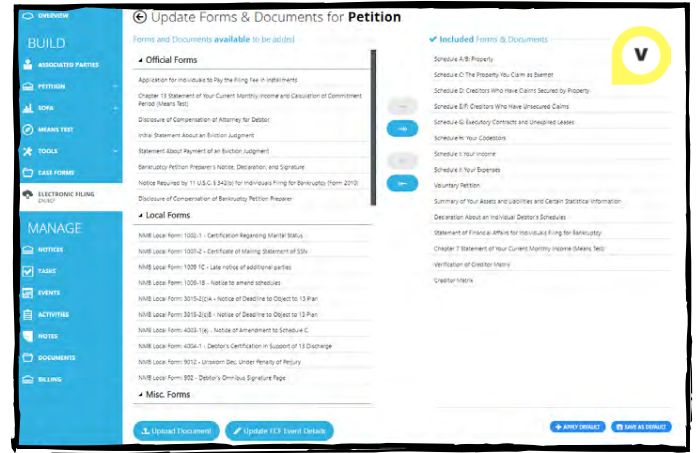 OVERVIEW
BUILD
ASSOCIATED PARTIES
PETITION
SOFA
MEANS TEST
TOOLS
CASE FORMS
ELECTRONIC FILING
MANAGE
NOTICES
TASKS
EVENTS
ACTIVITIES
NOTES
DOCUMENTS
BILLING
Update Forms & Documents for Petition
Forms and Documents available to be added
Official Forms
Application for Individuals to Pay the Filing Fee in Installments
Chapter 13 Statement of Your Current Monthly Income and Calculation of Commitment
Period (Means Test)
Disclosure of Compensation of Attorney for Debtor
Initial Statement About an Eviction Judgment
Statement About Payment of an Eviction Judgment
Bankruptcy Petition Preparer's Notice, Declaration, and Signature
Notice Required by 11 U.S.C. § 342(b) for Individuals Filing for Bankruptcy (Form 2010)
Disclosure of Compensation of Bankruptcy Petition Preparer
Local Forms
NMB Local Form: 1002-1 - Certification Regarding Marital Status
NMB Local Form: 1007-2 - Certificate of Mailing Statement of SSN
NMB Local Form: 1009-1C - Late notice of additional parties
NMB Local Form: 1009-1B - Notice to amend schedules
NMB Local Form: 3015-2(c)A - Notice of Deadline to Object to 13 Plan
NMB Local Form: 3015-2(c)B - Notice of Deadline to Object to 13 Plan
NMB Local Form: 4003-1(e) - Notice of Amendment to Schedule C
NMB Local Form: 4004-1 - Debtor's Certification in Support of 13 Discharge
NMB Local Form: 9012 - Unsworn Dec. Under Penalty of Perjury
NMB Local Form: 902 - Debtor's Omnibus Signature Page
Misc. Forms
Upload Document
Update ECF Event Details
Included Forms & Documents
V
Schedule A/B: Property
Schedule C: The Property You Claim as Exempt
Schedule D: Creditors Who Have Claims Secured by Property
Schedule E/F: Creditors Who Have Unsecured Claims
Schedule G: Executory Contracts and Unexpired Leases
Schedule H: Your Codebtors
Schedule I: Your Income
Schedule J: Your Expenses
Voluntary Petition
Summary of Your Assets and Liabilities and Certain Statistical Information
Declaration About an Individual Debtor's Schedules
Statement of Financial Affairs for Individuals Filing for Bankruptcy
Chapter 7 Statement of Your Current Monthly Income (Means Test)
Verification of Creditor Matrix
Creditor Matrix
APPLY DEFAULT
SAVE AS DEFAULT